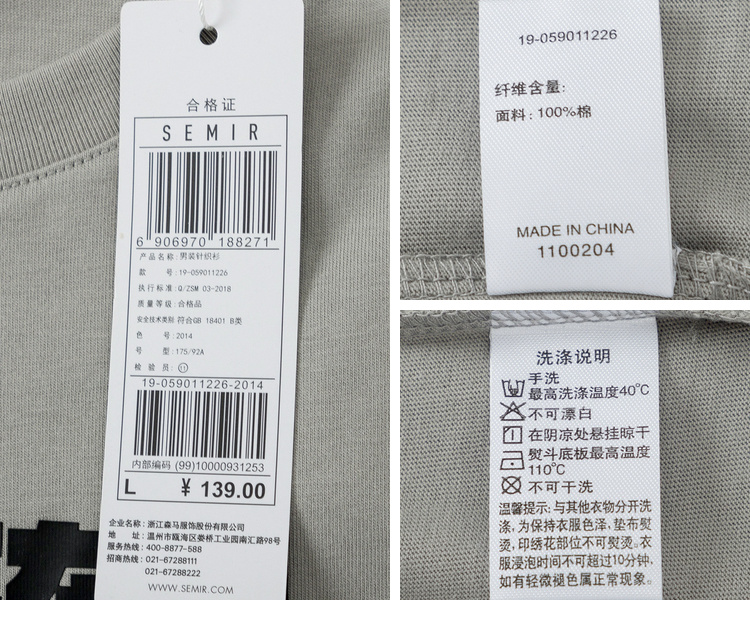 合格证
SEMIR
6 906970 188271
产品名称:男装针织衫
款 号:19-059011226
执行标准:Q/ZSM 03-2018
质量等级:合格品
安全技术类别 符合GB 18401 B类
色 号:2014
号 型:175/92A
检 验 员:
19-059011226-2014
内部编码 (99)10000931253
L ¥ 139.00
企业名称:浙江森马服饰股份有限公司
地 址:温州市瓯海区娄桥工业园南汇路98号
服务热线:400-8877-588
招商热线:021-67288111
021-67288222
WWW.SEMIR.COM
19-059011226
纤维含量:
面料:100%棉
MADE IN CHINA
1100204
洗涤说明
手洗
最高洗涤温度40℃
不可漂白
在阴凉处悬挂晾干
熨斗底板最高温度
110℃
不可干洗
温馨提示:与其他衣物分开洗
涤,为保持衣服色泽,垫布熨
烫,印绣花部位不可熨烫。衣
服浸泡时间不可超过10分钟,
如有轻微褪色属正常现象。